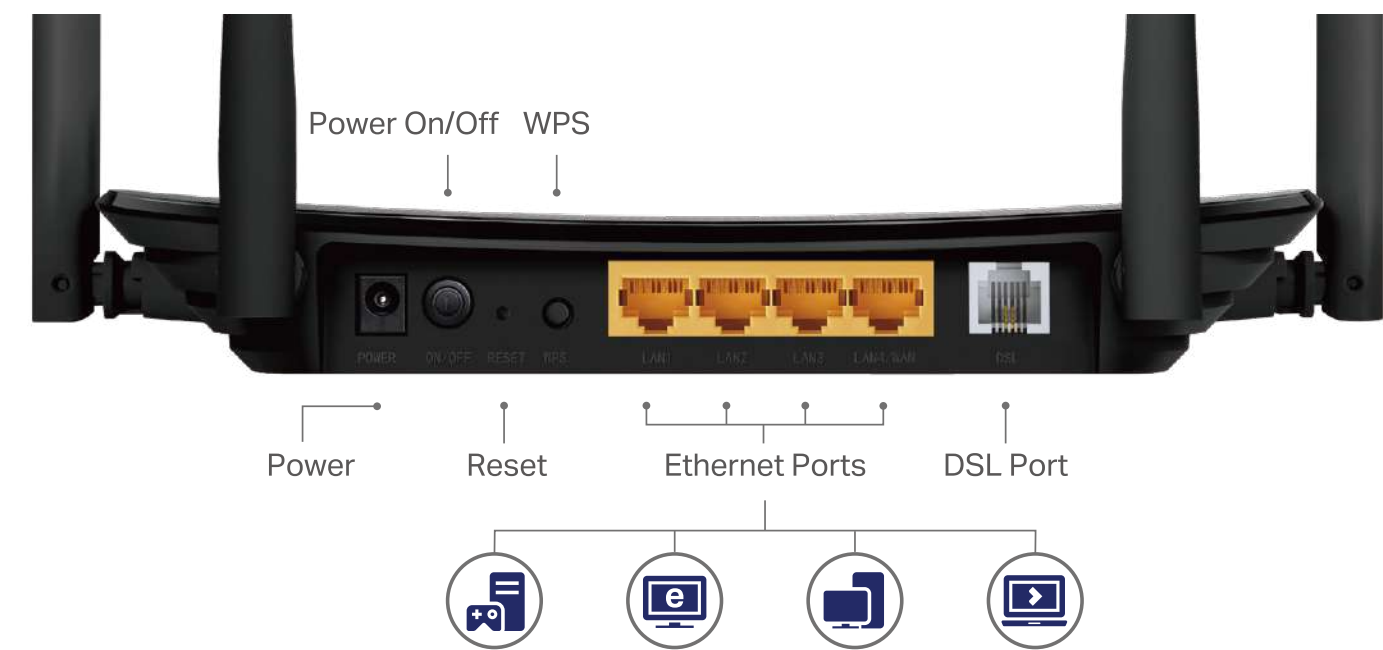 Power On/Off WPS
POWER ON/OFF RESET WPS LAN1 LAN2 LAN3 LAN4/WAN DSL
Power Reset Ethernet Ports DSL Port
e